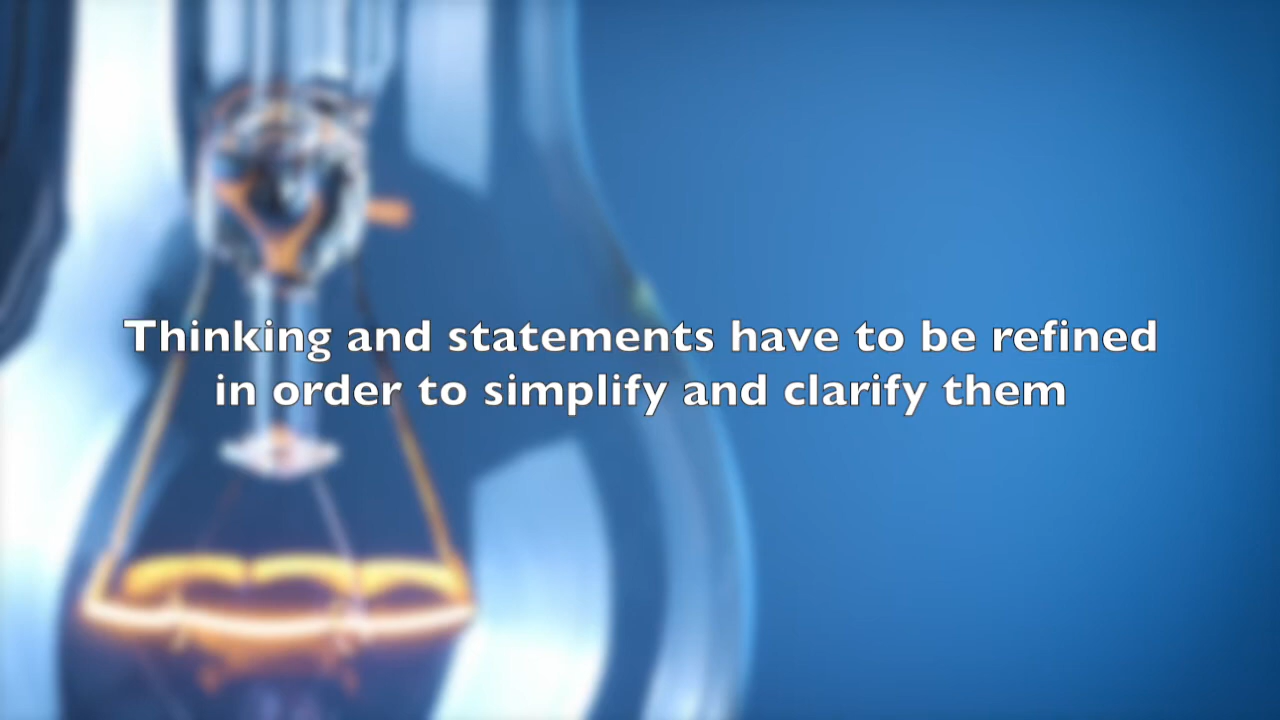 Thinking and statements have to be refined
in order to simplify and clarify them